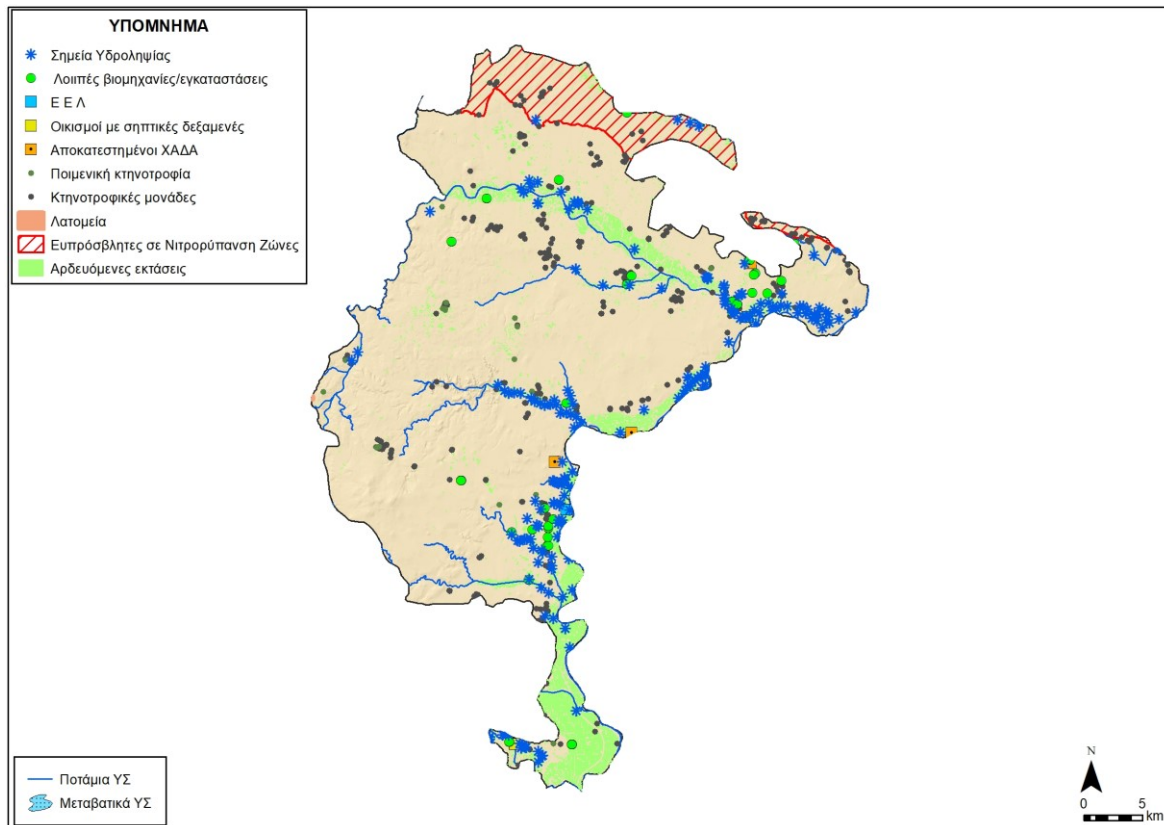 ΥΠΟΜΝΗΜΑ
Σημεία Υδροληψίας
Λοιπές βιομηχανίες/εγκαταστάσεις
Ε Ε Λ
Οικισμοί με σηπτικές δεξαμενές
Αποκατεστημένοι ΧΑΔΑ
Ποιμενική κτηνοτροφία
Κτηνοτροφικές μονάδες
Λατομεία
Ευπρόσβλητες σε Νιτρορύπανση Ζώνες
Αρδευόμενες εκτάσεις
Ποτάμια ΥΣ
Μεταβατικά ΥΣ
N
0 5
km